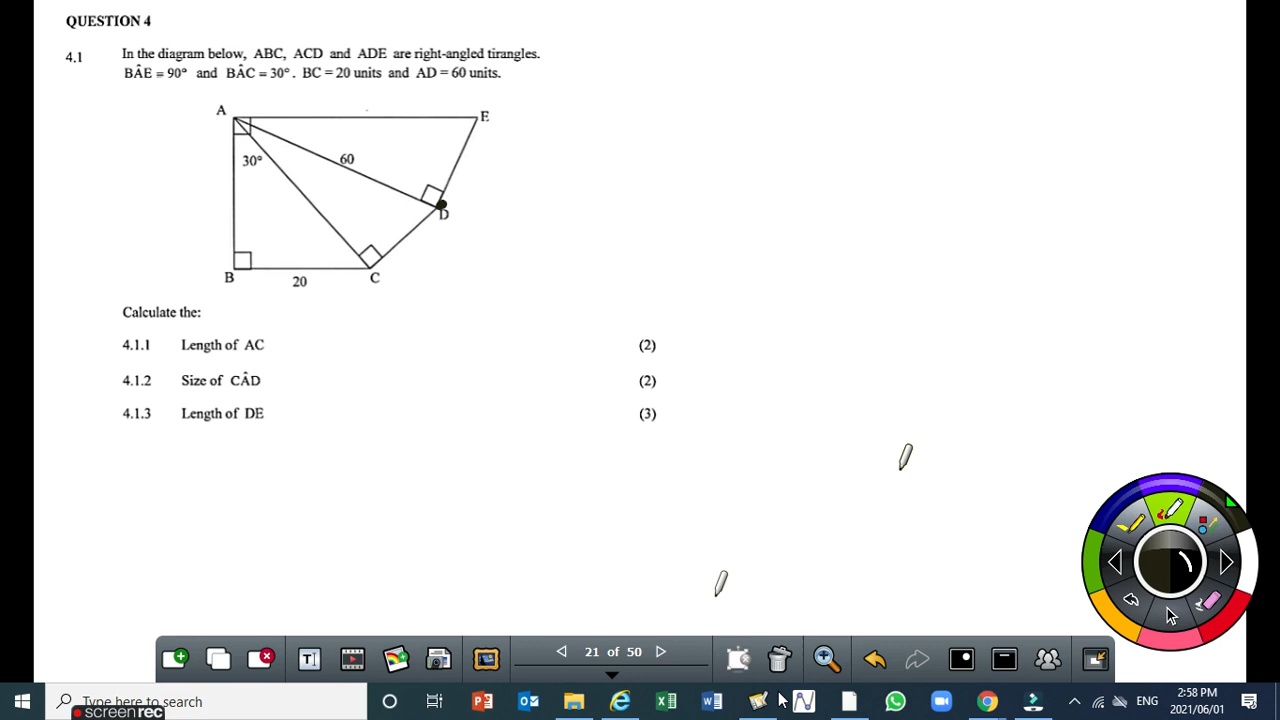 QUESTION 4
4.1 In the diagram below, ABC, ACD and ADE are right-angled tirangles.
BÂE = 90° and BÂC = 30°. BC = 20 units and AD = 60 units.
A
E
30°
60
D
B
C
20
Calculate the:
4.1.1 Length of AC (2)
4.1.2 Size of CÂD (2)
4.1.3 Length of DE (3)
21 of 50
Type here to search
ENG
2:58 PM
2021/06/01
screenrec